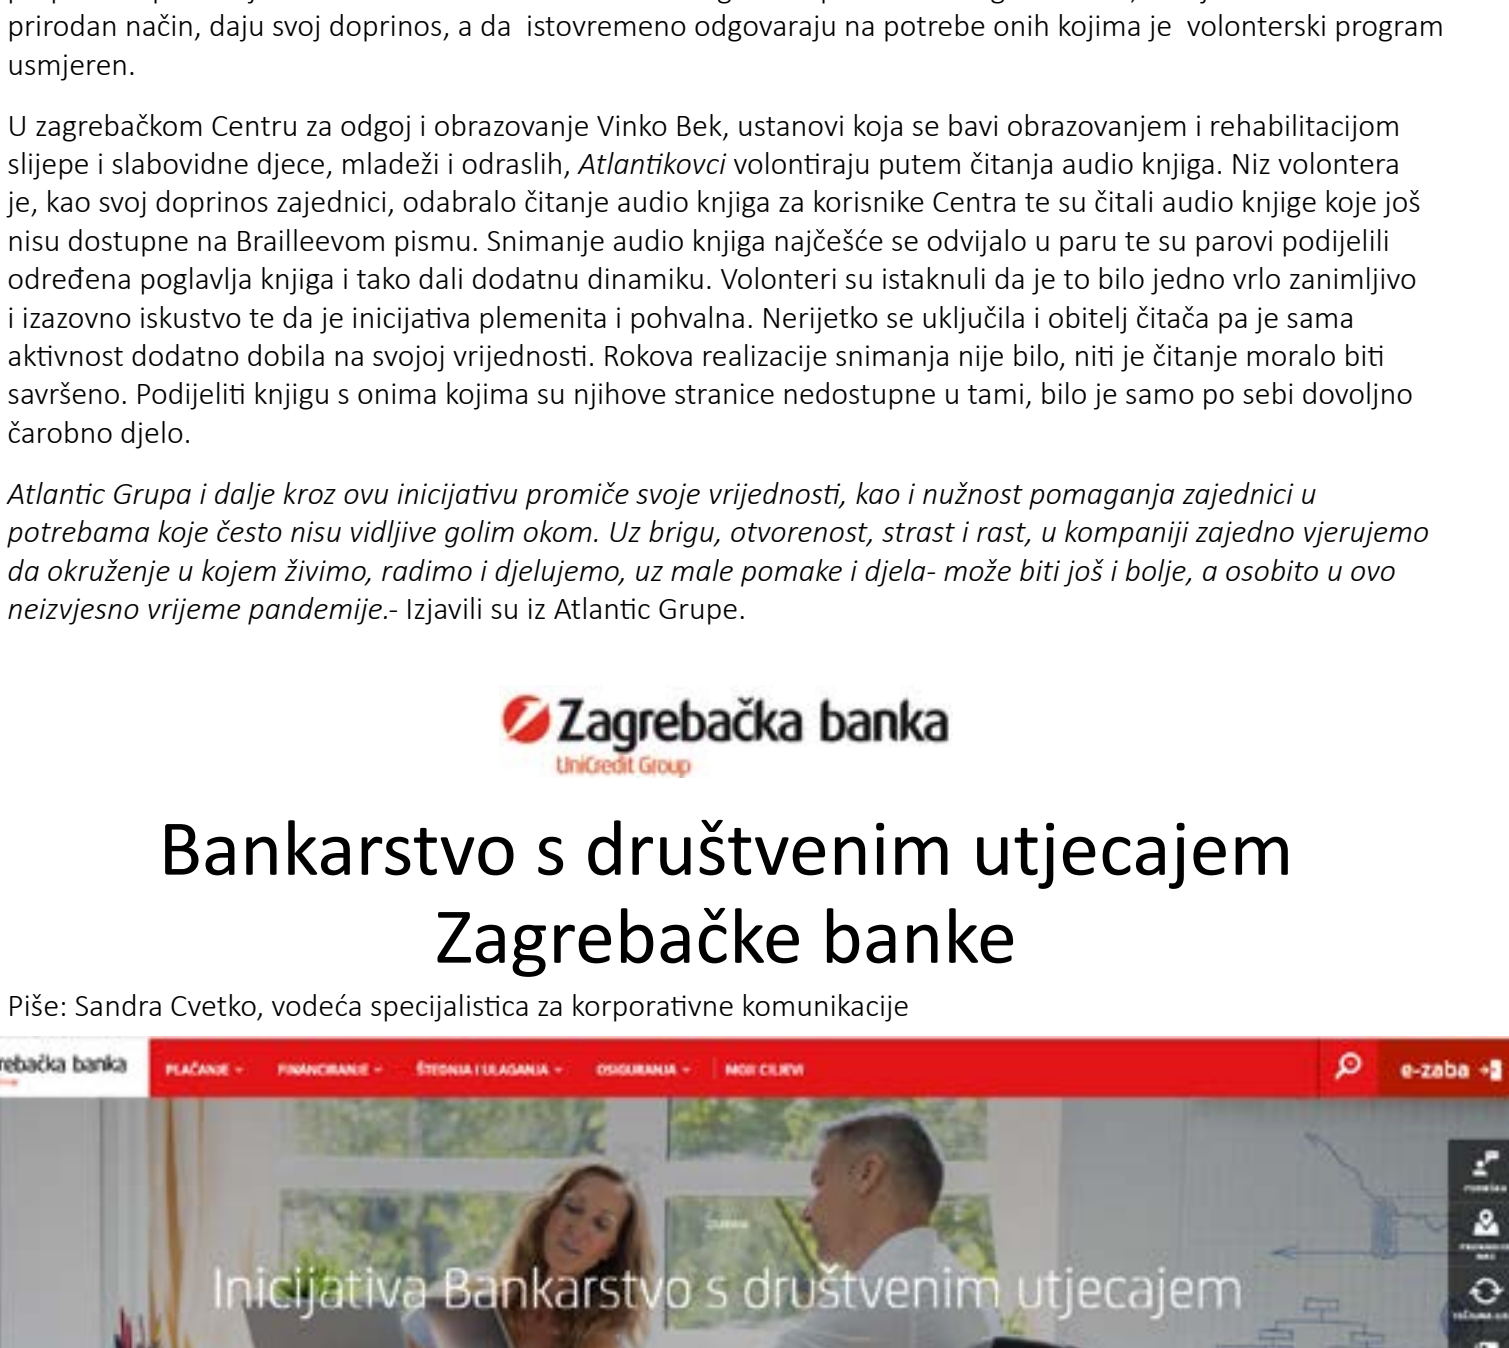 prirodan način, daju svoj doprinos, a da  istovremeno odgovaraju na potrebe onih kojima je  volonterski program
usmjeren.
U zagrebačkom Centru za odgoj i obrazovanje Vinko Bek, ustanovi koja se bavi obrazovanjem i rehabilitacijom
slijepe i slabovidne djece, mladeži i odraslih, Atlantikovci volontiraju putem čitanja audio knjiga. Niz volontera
je, kao svoj doprinos zajednici, odabralo čitanje audio knjiga za korisnike Centra te su čitali audio knjige koje još
nisu dostupne na Brailleevom pismu. Snimanje audio knjiga najčešće se odvijalo u paru te su parovi podijelili
određena poglavlja knjiga i tako dali dodatnu dinamiku. Volonteri su istaknuli da je to bilo jedno vrlo zanimljivo
i izazovno iskustvo te da je inicijativa plemenita i pohvalna. Nerijetko se uključila i obitelj čitača pa je sama
aktivnost dodatno dobila na svojoj vrijednosti. Rokova realizacije snimanja nije bilo, niti je čitanje moralo biti
savršeno. Podijeliti knjigu s onima kojima su njihove stranice nedostupne u tami, bilo je samo po sebi dovoljno
čarobno djelo.
Atlantic Grupa i dalje kroz ovu inicijativu promiče svoje vrijednosti, kao i nužnost pomaganja zajednici u
potrebama koje često nisu vidljive golim okom. Uz brigu, otvorenost, strast i rast, u kompaniji zajedno vjerujemo
da okruženje u kojem živimo, radimo i djelujemo, uz male pomake i djela- može biti još i bolje, a osobito u ovo
neizvjesno vrijeme pandemije.- Izjavili su iz Atlantic Grupe.
Zagrebačka banka
UniCredit Group
Bankarstvo s društvenim utjecajem
Zagrebačke banke
Piše: Sandra Cvetko, vodeća specijalistica za korporativne komunikacije
rebačka banka PLAĆANJE FINANCIRANJE ŠTEDNJA I ULAGANJA OSIGURANJA MOJI CILJEVI e-zaba
Inicijativa Bankarstvo s društvenim utjecajem